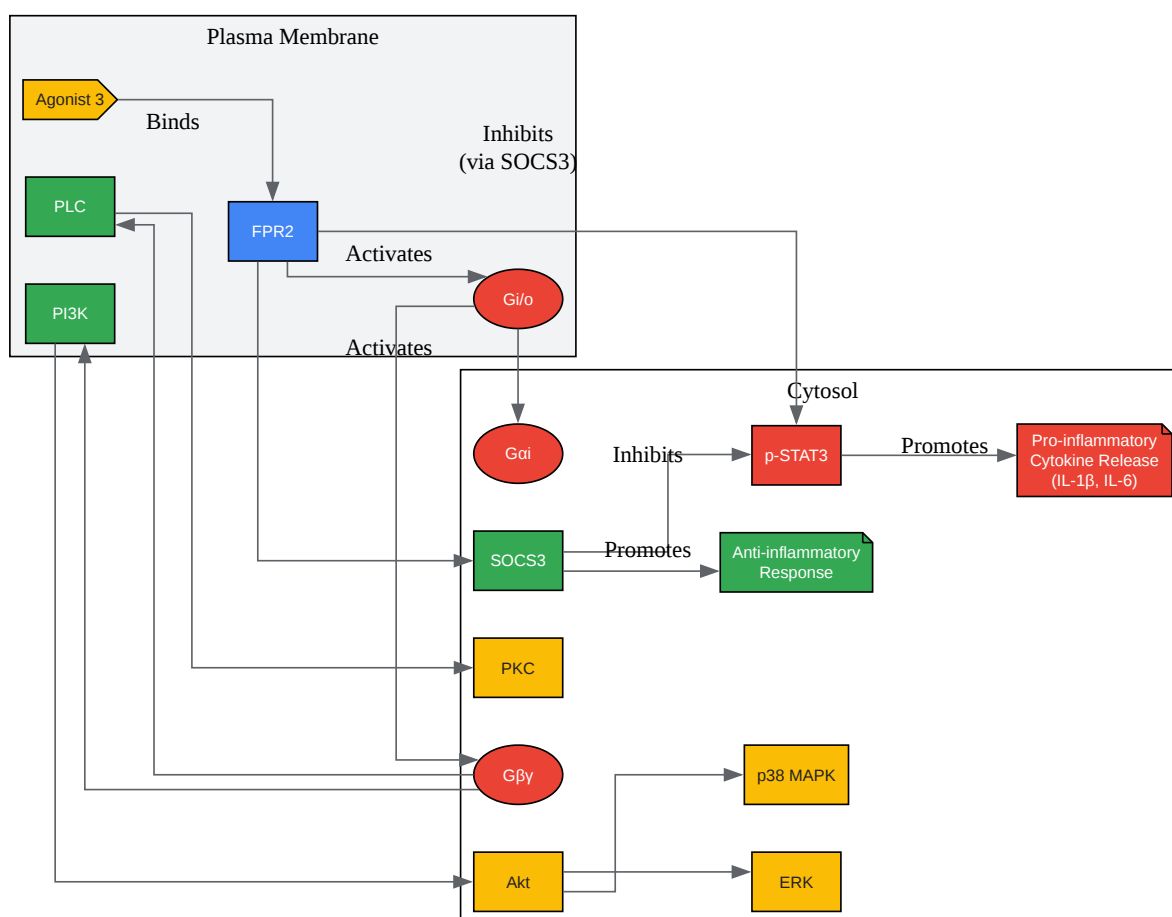 Plasma Membrane
Agonist 3
Binds
Inhibits
(via SOCS3)
PLC
FPR2
Activates
Gi/o
PI3K
Activates
Cytosol
Gαi
Inhibits
p-STAT3
Promotes
Pro-inflammatory
Cytokine Release
(IL-1β, IL-6)
SOCS3
Promotes
Anti-inflammatory
Response
PKC
Gβγ
p38 MAPK
Akt
ERK